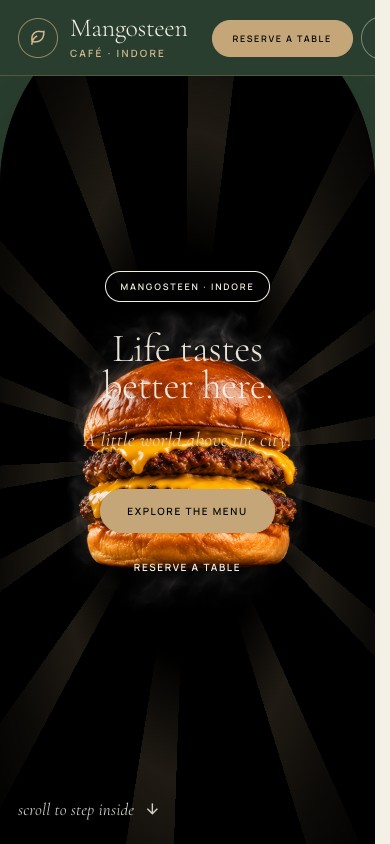 Mangosteen
CAFÉ · INDORE
RESERVE A TABLE
MANGOSTEEN · INDORE
Life tastes
better here.
A little world above the city.
EXPLORE THE MENU
RESERVE A TABLE
scroll to step inside